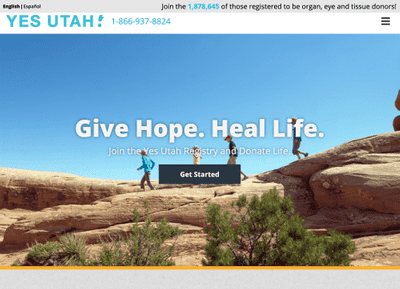 English | Español
Join the 1,878,645 of those registered to be organ, eye and tissue donors!
YES UTAH!
1-866-937-8824
Give Hope. Heal Life.
Join the Yes Utah Registry and Donate Life.
Get Started